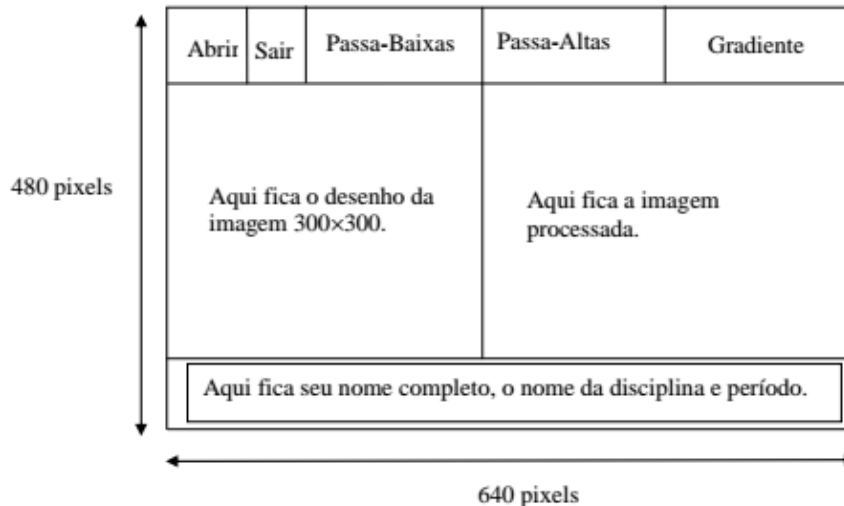 Abrir Sair Passa-Baixas Passa-Altas Gradiente
480 pixels
Aqui fica o desenho da
imagem 300×300.
Aqui fica a imagem
processada.
Aqui fica seu nome completo, o nome da disciplina e período.
640 pixels